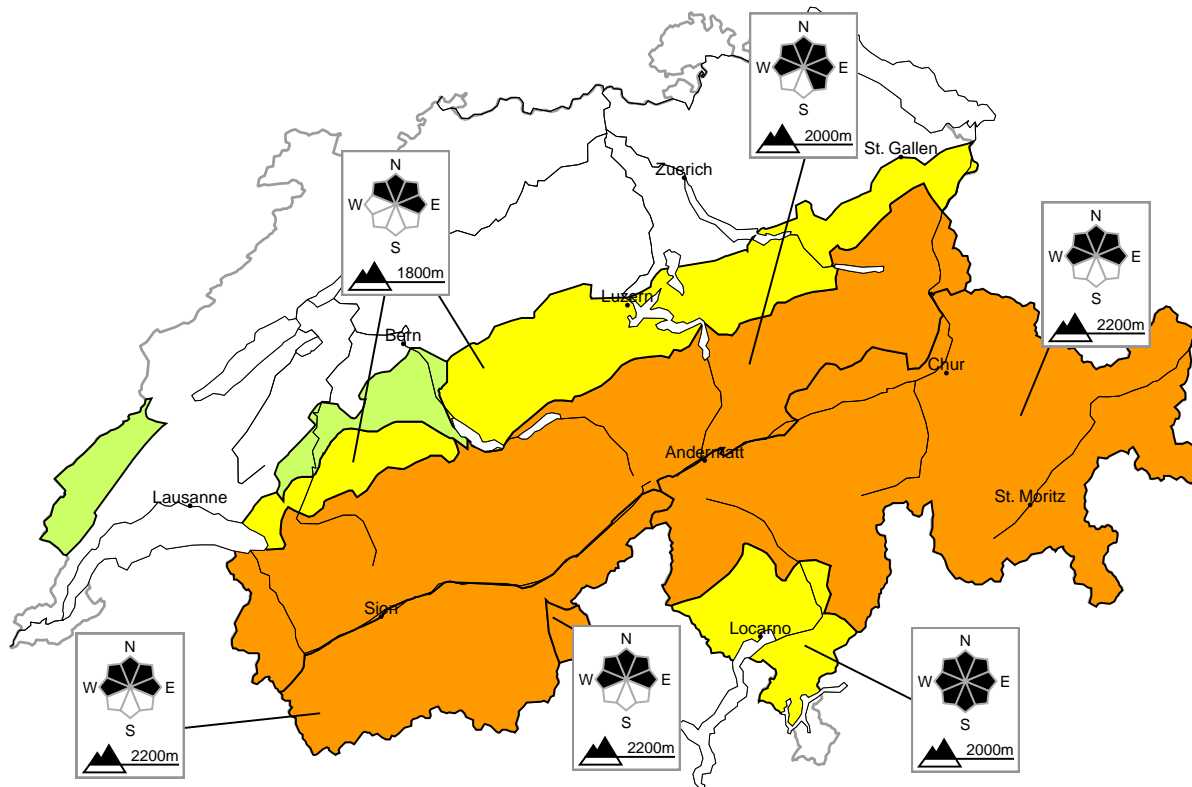 N
W E
S
2000m
St. Gallen
Zuerich
N
W E
S
1800m
N
W E
S
2200m
Luzern
Bern
Chur
Andermatt
Lausanne
St. Moritz
Sion
Locarno
N
W E
S
2200m
N
W E
S
2200m
N
W E
S
2000m